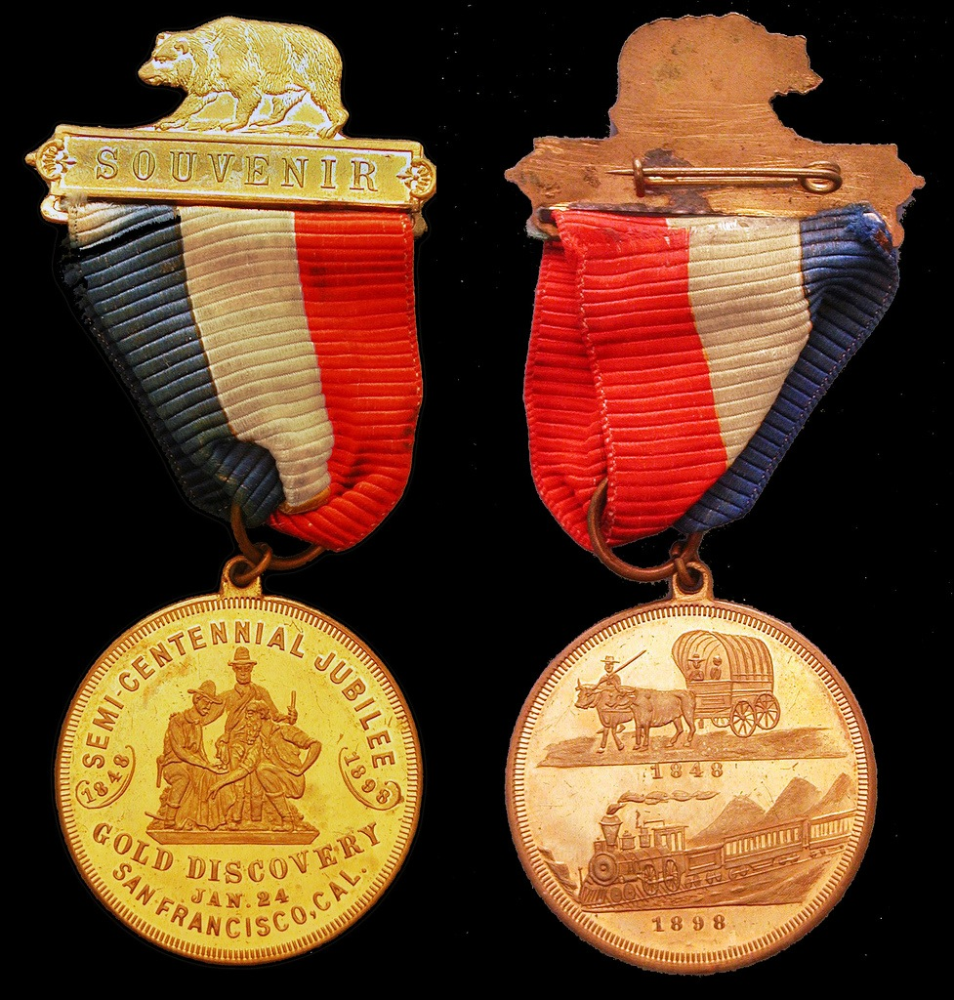 SOUVENIR
SEMI-CENTENNIAL JUBILEE
1848
1898
GOLD DISCOVERY
JAN. 24
SAN FRANCISCO, CAL.
1848
1898